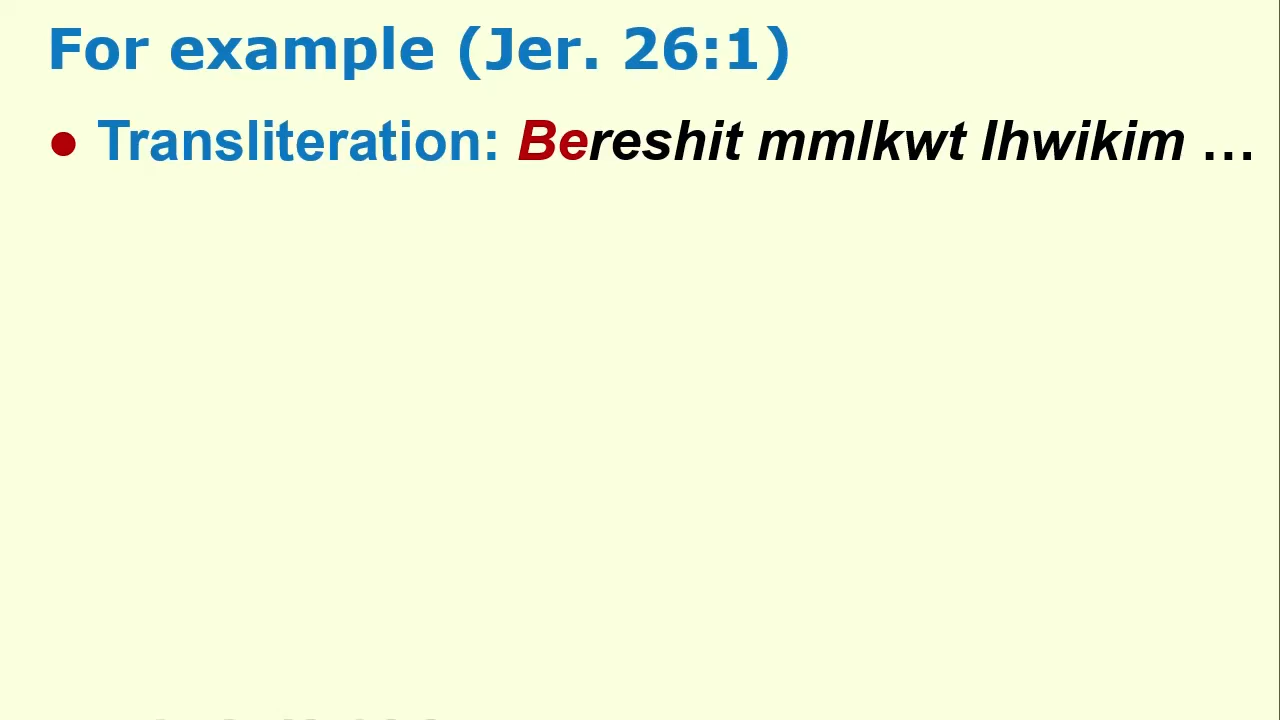 For example (Jer. 26:1)
● Transliteration: Bereshit mmlkwt lhwikim …